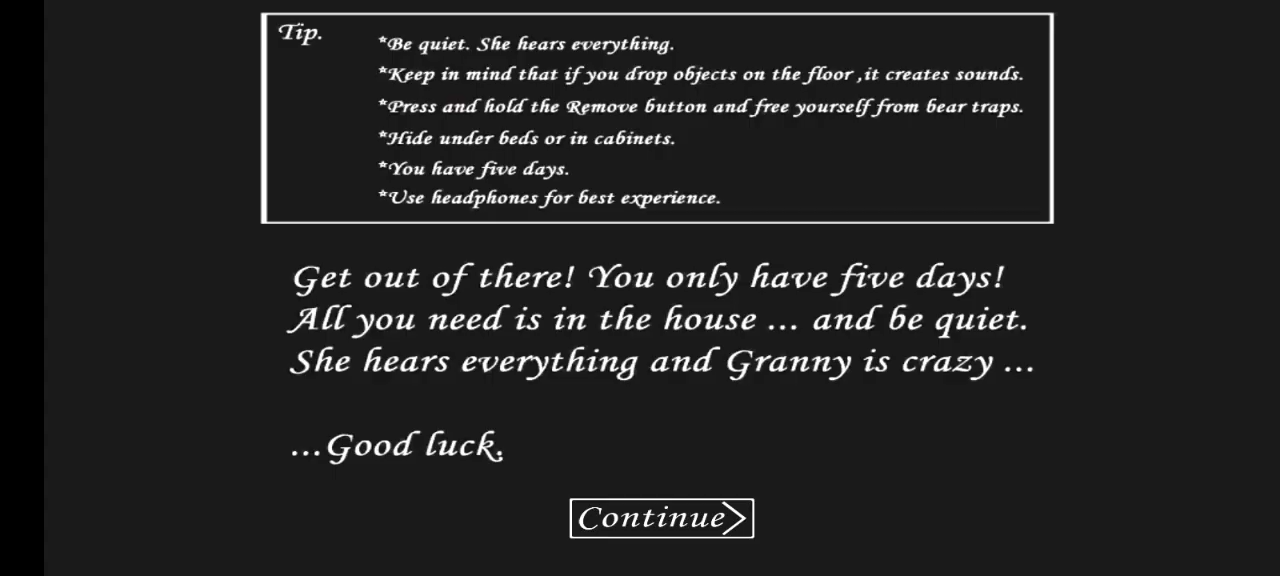 Tip.
*Be quiet. She hears everything.
*Keep in mind that if you drop objects on the floor ,it creates sounds.
*Press and hold the Remove button and free yourself from bear traps.
*Hide under beds or in cabinets.
*You have five days.
*Use headphones for best experience.
Get out of there! You only have five days!
All you need is in the house ... and be quiet.
She hears everything and Granny is crazy ...
...Good luck.
Continue>